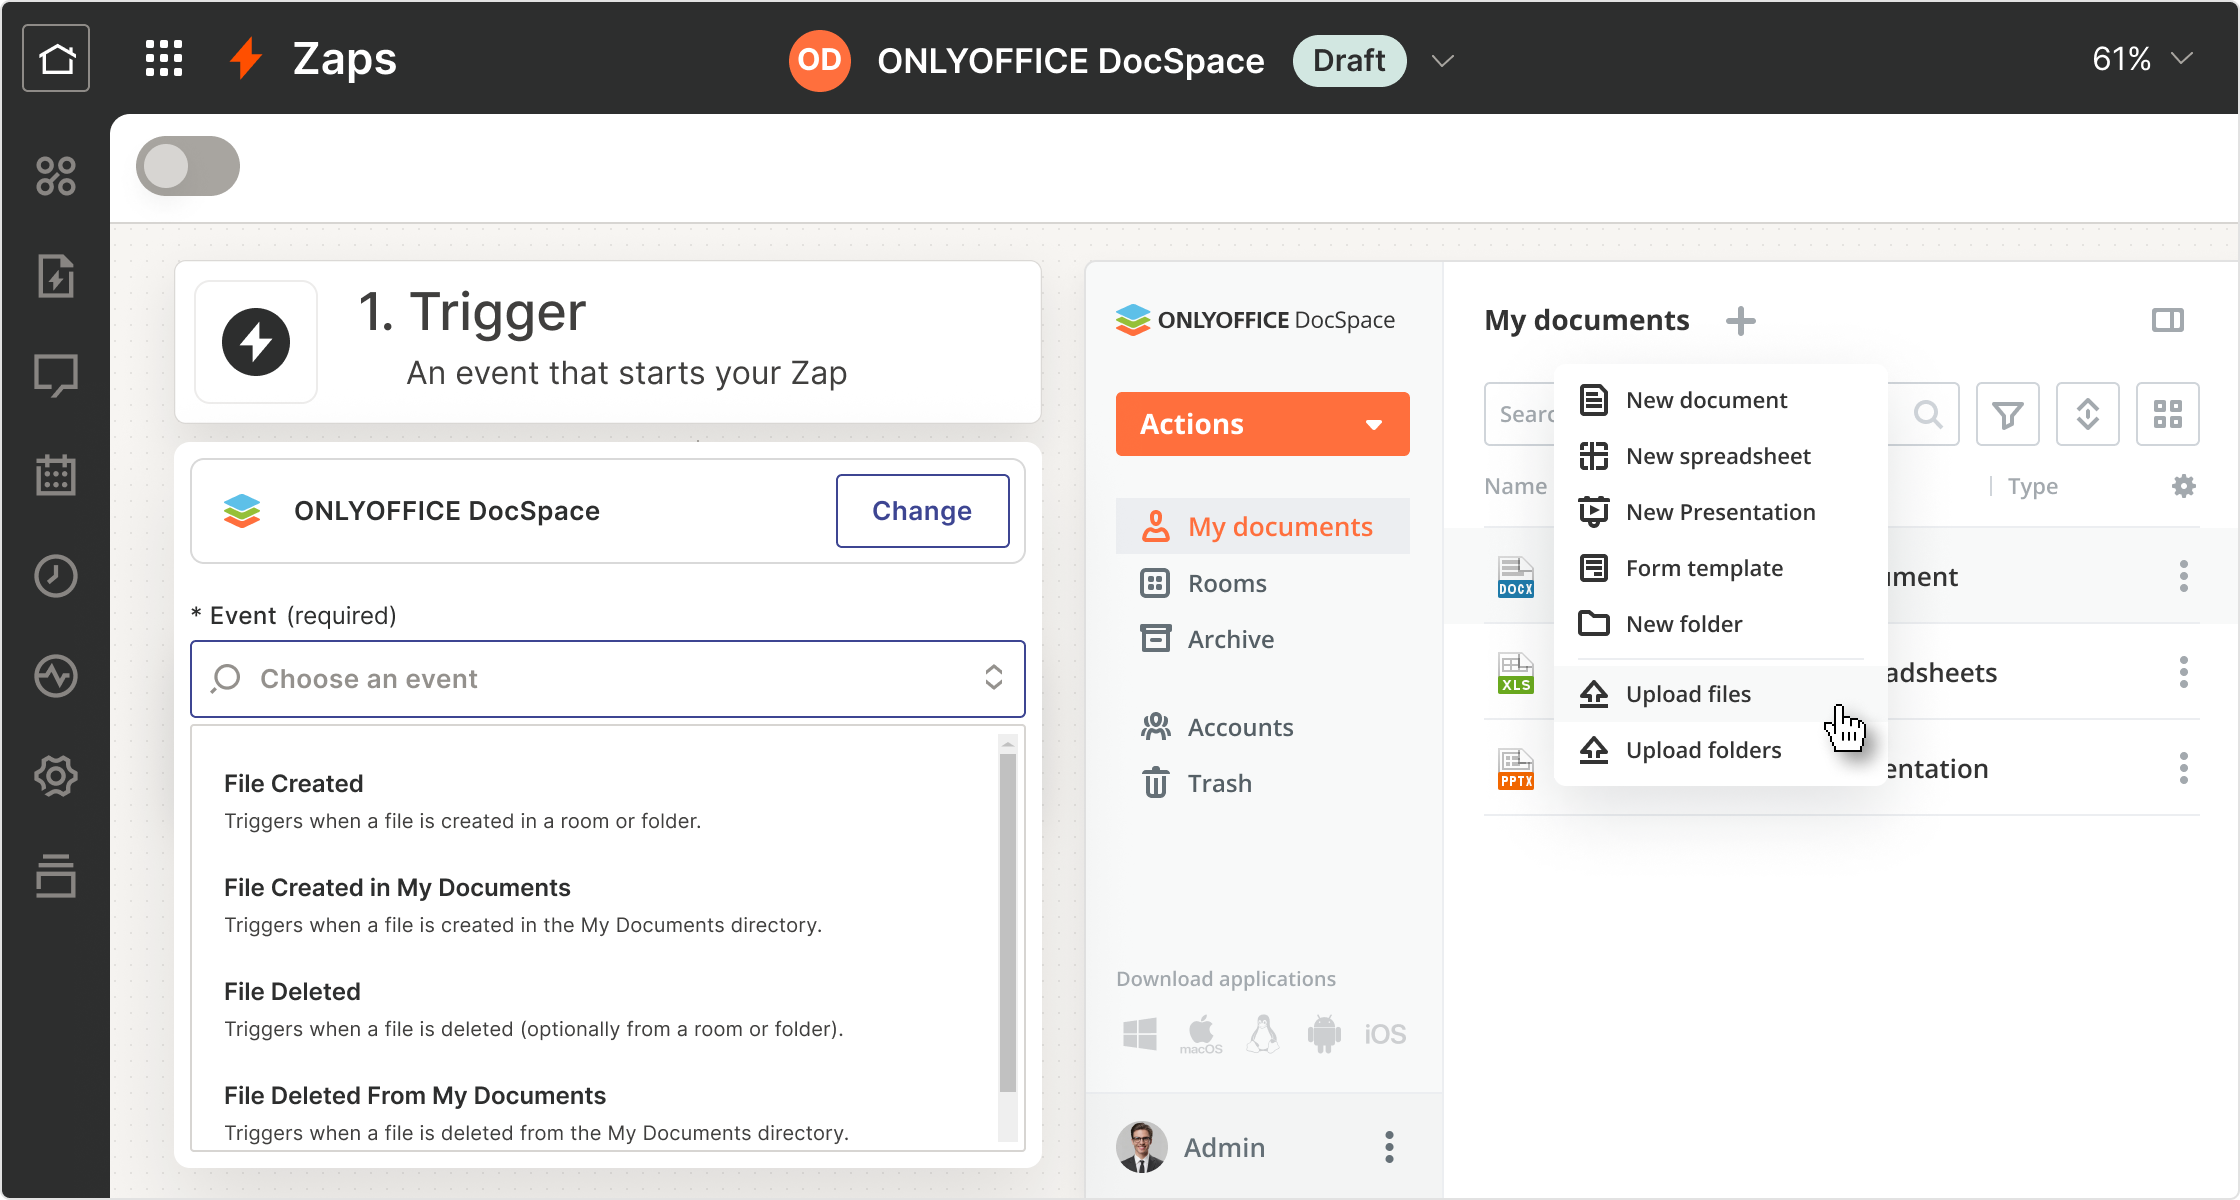 Zaps
OD ONLYOFFICE DocSpace Draft
61%
1. Trigger
An event that starts your Zap
ONLYOFFICE DocSpace
Change
* Event (required)
Choose an event
File Created
Triggers when a file is created in a room or folder.
File Created in My Documents
Triggers when a file is created in the My Documents directory.
File Deleted
Triggers when a file is deleted (optionally from a room or folder).
File Deleted From My Documents
Triggers when a file is deleted from the My Documents directory.
ONLYOFFICE DocSpace
Actions
My documents
Rooms
Archive
Accounts
Trash
Download applications
macOS
iOS
Admin
My documents
Searc
Name
Type
DOCX
ument
XLS
adsheets
PPTX
entation
New document
New spreadsheet
New Presentation
Form template
New folder
Upload files
Upload folders